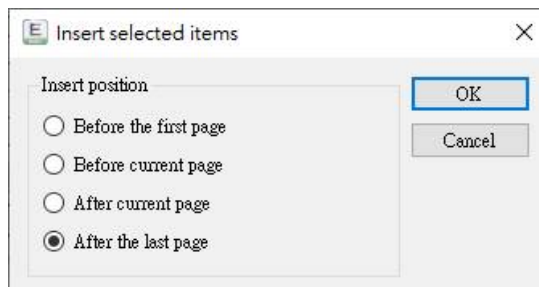 Insert selected items
Insert position
Before the first page
Before current page
After current page
After the last page
OK
Cancel